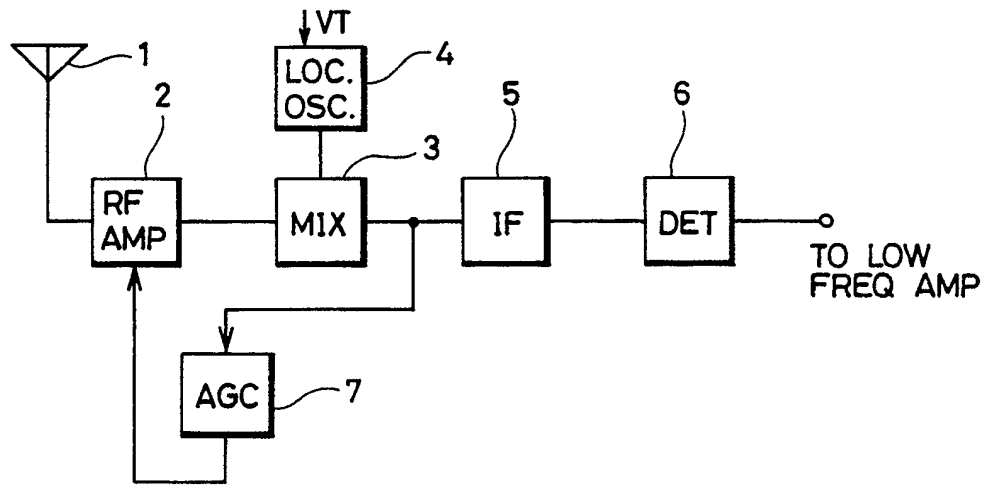 VT
1
LOC.
OSC.
4
2
5
6
3
RF
AMP
MIX
IF
DET
TO LOW
FREQ AMP
AGC
7